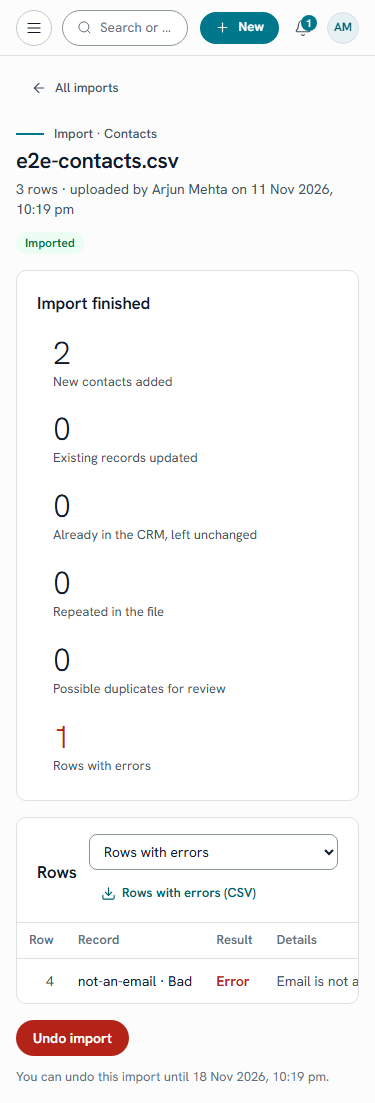 Search or ...
New
1
AM
All imports
Import · Contacts
e2e-contacts.csv
3 rows · uploaded by Arjun Mehta on 11 Nov 2026,
10:19 pm
Imported
Import finished
2
New contacts added
0
Existing records updated
0
Already in the CRM, left unchanged
0
Repeated in the file
0
Possible duplicates for review
1
Rows with errors
Rows
Rows with errors
Rows with errors (CSV)
Row Record Result Details
4 not-an-email · Bad Error Email is not a
Undo import
You can undo this import until 18 Nov 2026, 10:19 pm.